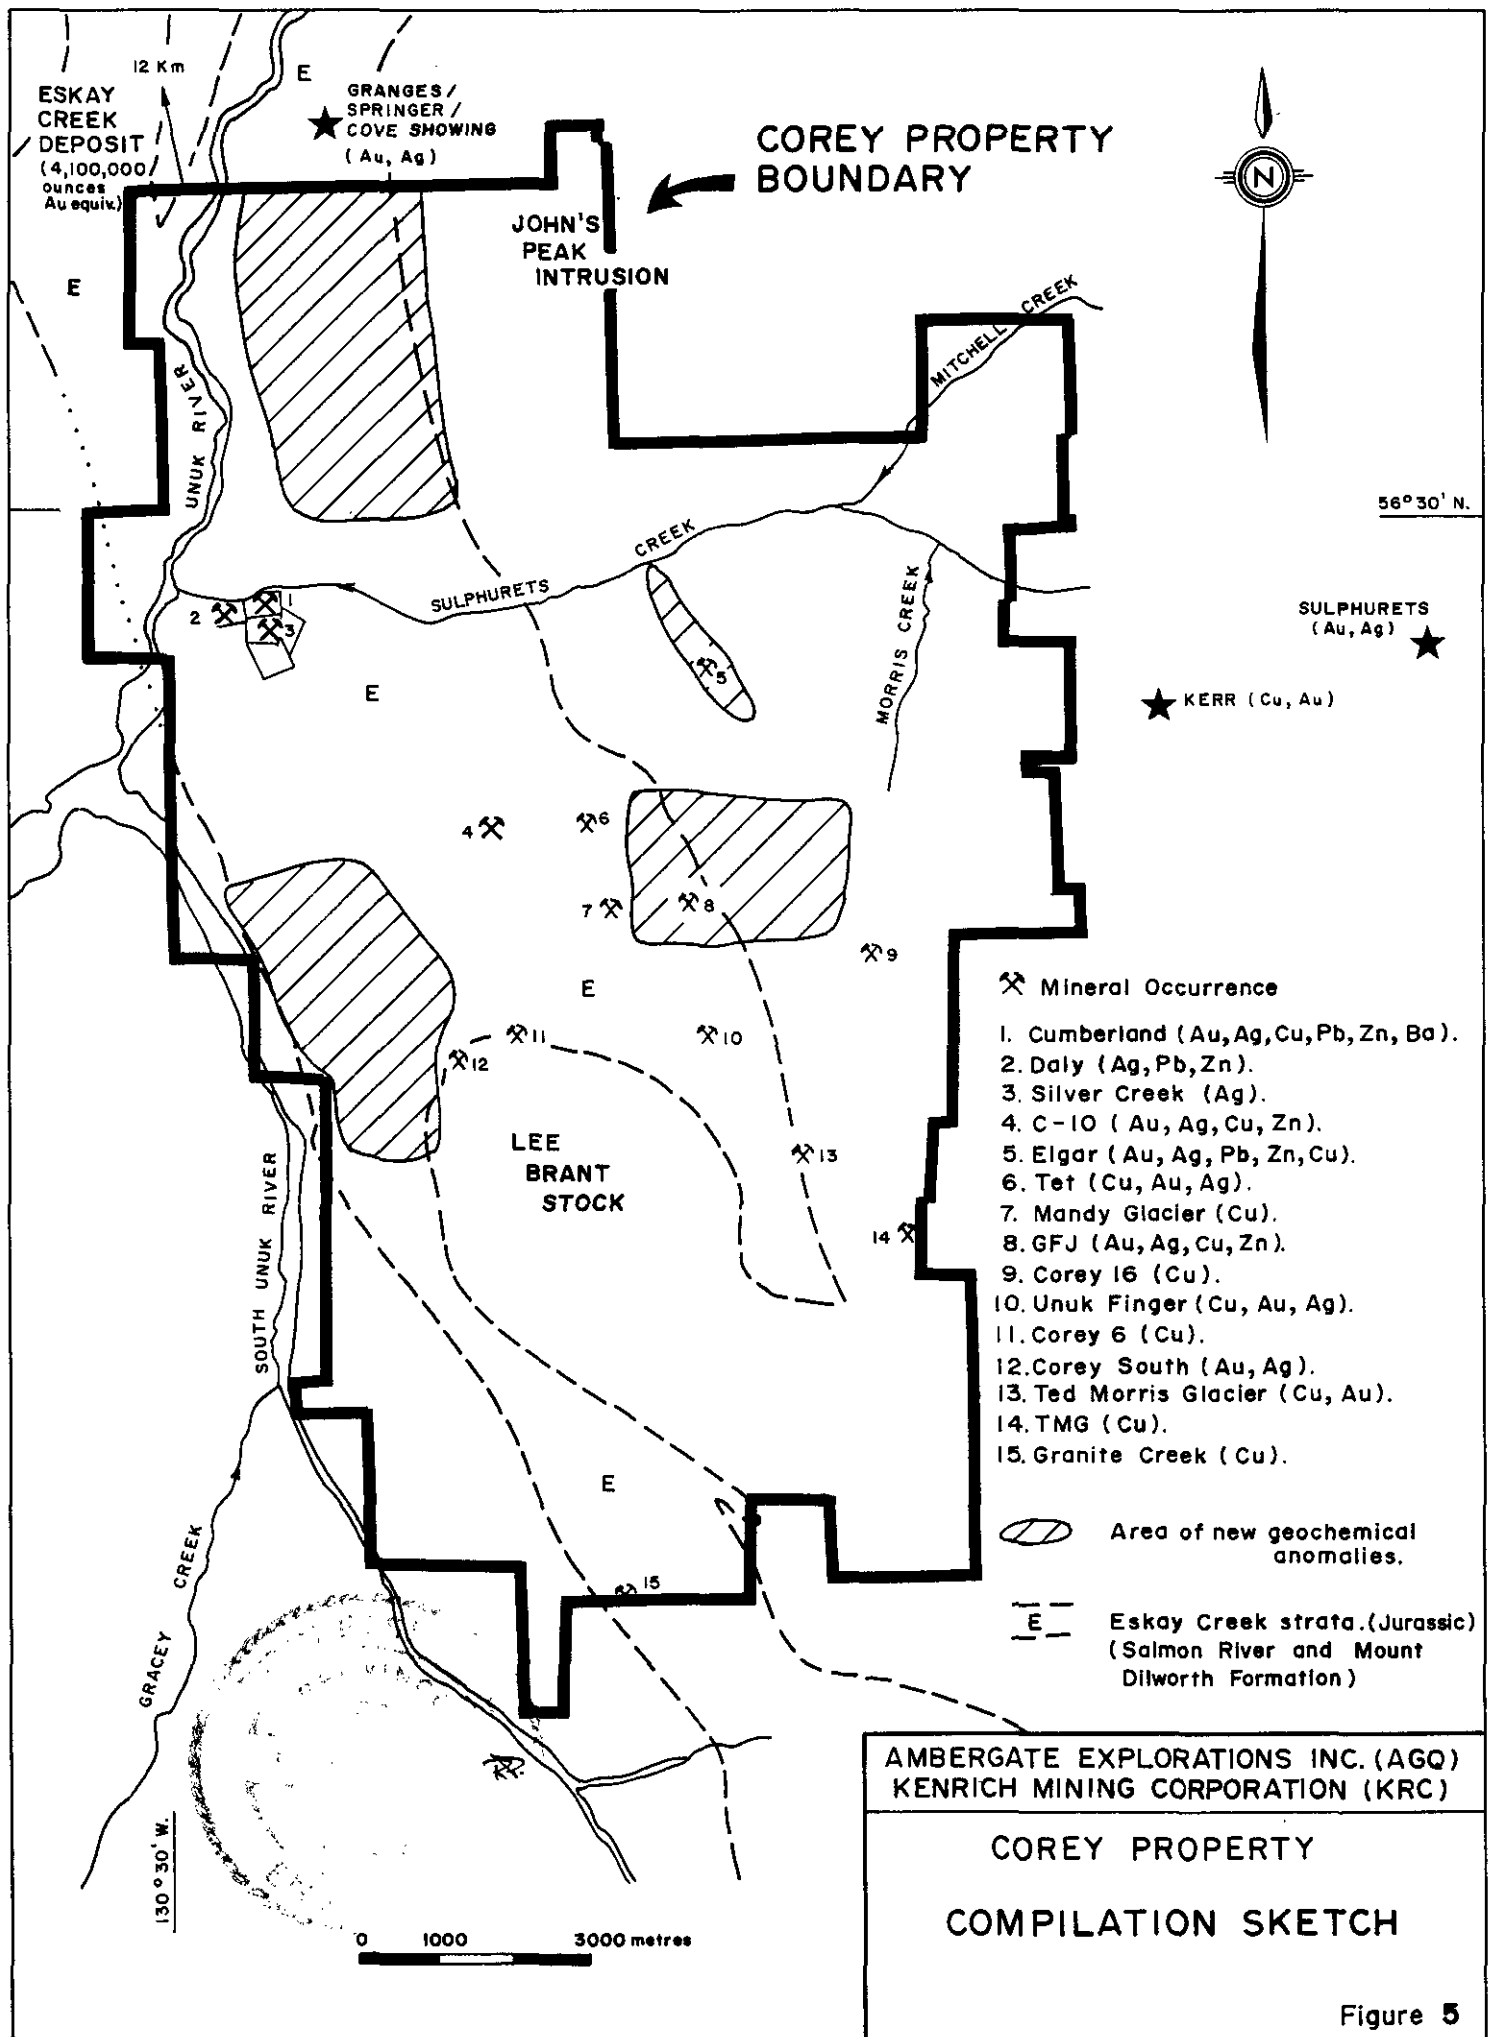 12 Km
E
ESKAY
CREEK
DEPOSIT
(4,100,000
ounces
Au equiv.)
GRANGES/
SPRINGER/
COVE SHOWING
(Au, Ag)
COREY PROPERTY
BOUNDARY
N
JOHN'S
PEAK
INTRUSION
E
MITCHELL CREEK
UNUK RIVER
56° 30' N.
SULPHURETS CREEK
MORRIS CREEK
SULPHURETS
(Au, Ag)
KERR (Cu, Au)
1
2
3
5
E
4
6
7
8
9
E
10
11
12
13
14
LEE
BRANT
STOCK
SOUTH UNUK RIVER
Mineral Occurrence
1. Cumberland (Au, Ag, Cu, Pb, Zn, Ba).
2. Daly (Ag, Pb, Zn).
3. Silver Creek (Ag).
4. C-10 (Au, Ag, Cu, Zn).
5. Elgar (Au, Ag, Pb, Zn, Cu).
6. Tet (Cu, Au, Ag).
7. Mandy Glacier (Cu).
8. GFJ (Au, Ag, Cu, Zn).
9. Corey 16 (Cu).
10. Unuk Finger (Cu, Au, Ag).
11. Corey 6 (Cu).
12. Corey South (Au, Ag).
13. Ted Morris Glacier (Cu, Au).
14. TMG (Cu).
15. Granite Creek (Cu).
E
15
Area of new geochemical
anomalies.
E Eskay Creek strata. (Jurassic)
(Salmon River and Mount
Dilworth Formation)
GRACEY CREEK
130° 30' W.
0 1000 3000 metres
AMBERGATE EXPLORATIONS INC. (AGQ)
KENRICH MINING CORPORATION (KRC)
COREY PROPERTY
COMPILATION SKETCH
Figure 5